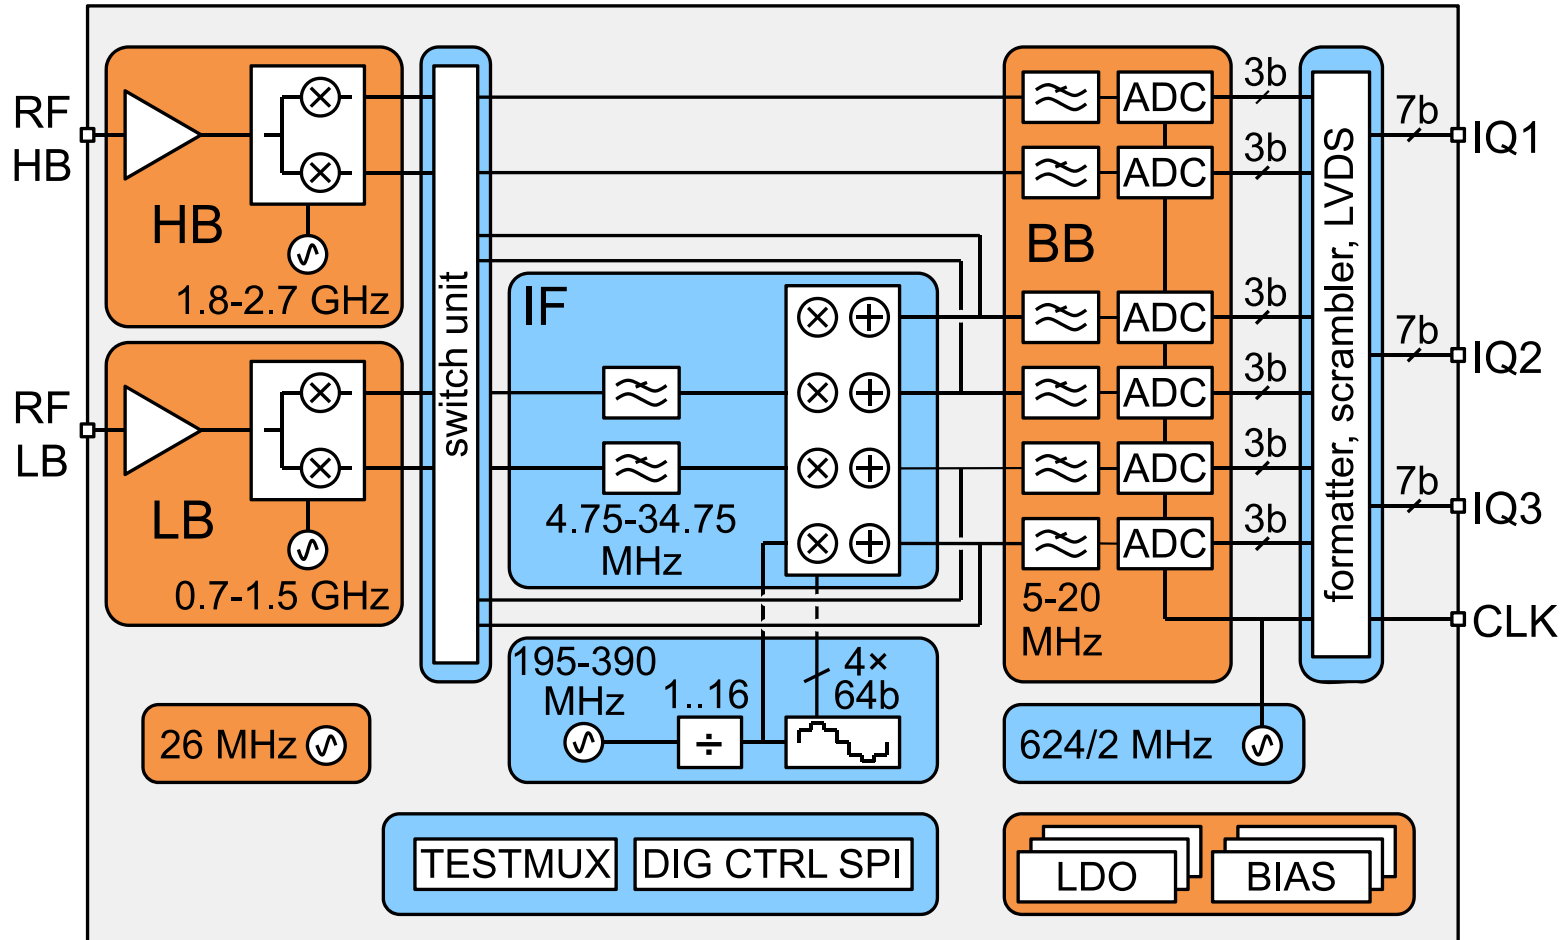 RF
HB
HB
1.8-2.7 GHz
RF
LB
LB
0.7-1.5 GHz
switch unit
IF
4.75-34.75
MHz
195-390
MHz
1..16
÷
4×
64b
BB
ADC
ADC
ADC
ADC
ADC
ADC
5-20
MHz
3b
3b
3b
3b
3b
3b
formatter, scrambler, LVDS
7b
IQ1
7b
IQ2
7b
IQ3
CLK
26 MHz
624/2 MHz
TESTMUX
DIG CTRL SPI
LDO
BIAS